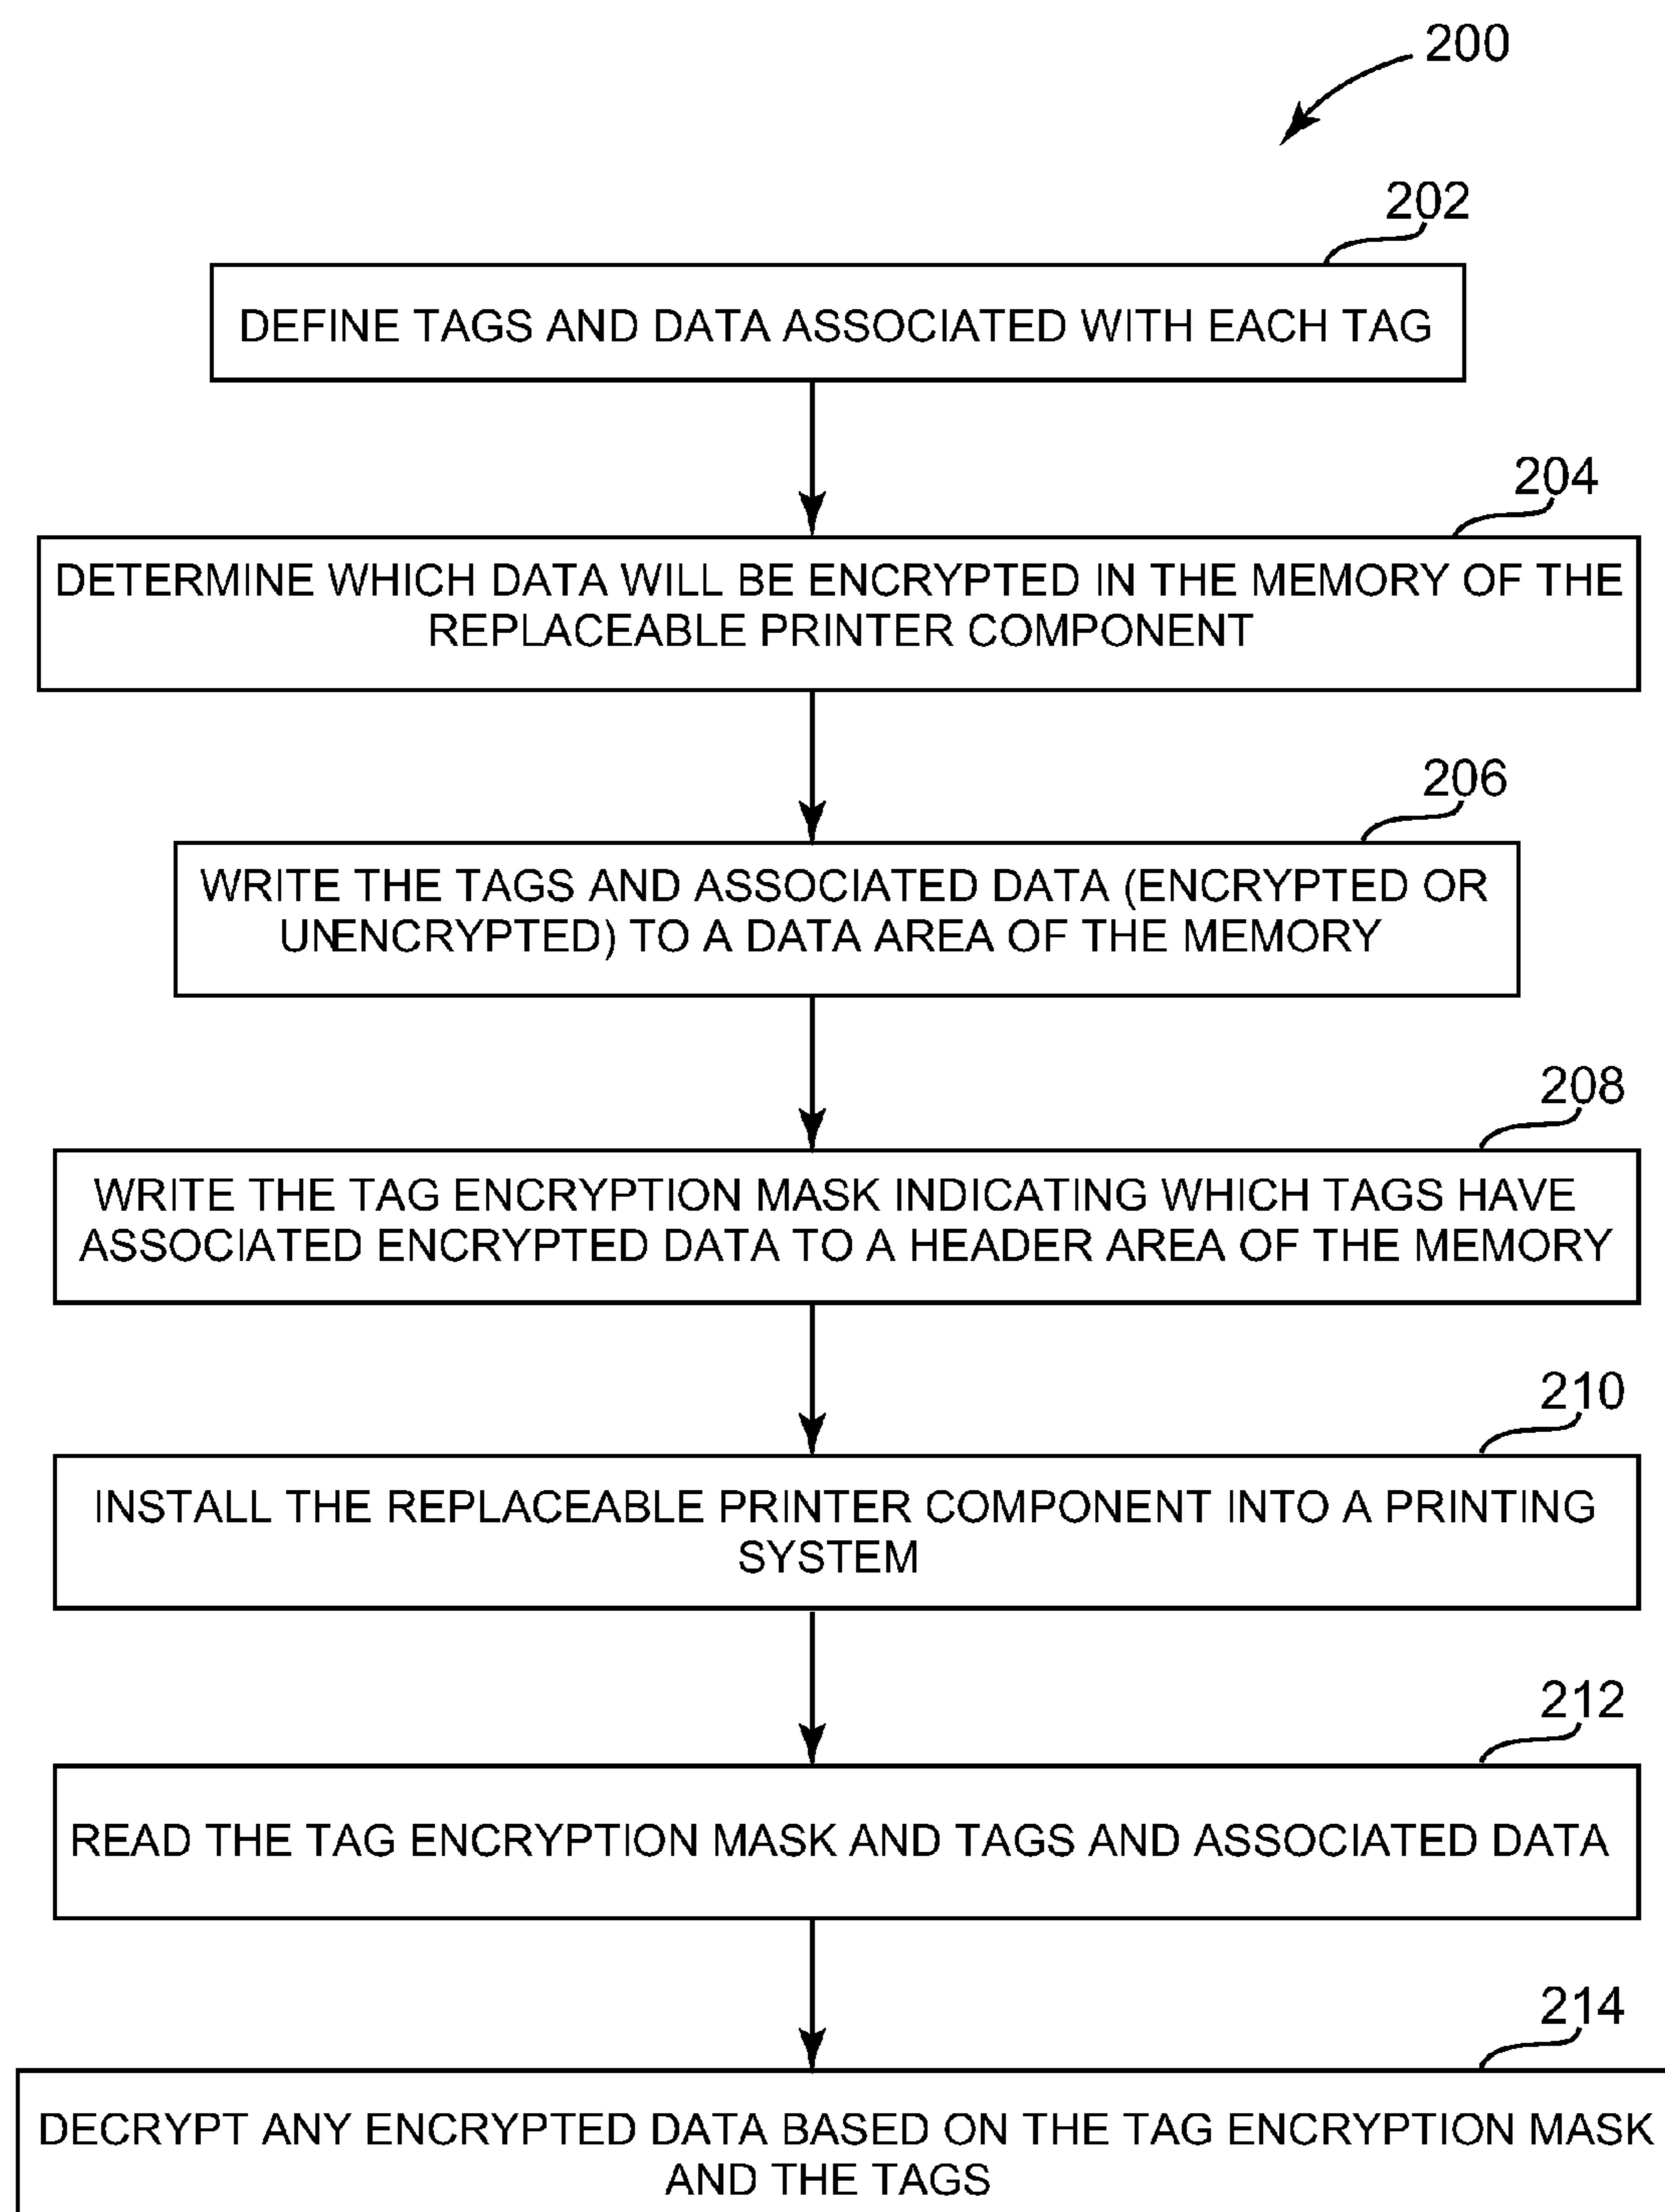 200
202
DEFINE TAGS AND DATA ASSOCIATED WITH EACH TAG
204
DETERMINE WHICH DATA WILL BE ENCRYPTED IN THE MEMORY OF THE
REPLACEABLE PRINTER COMPONENT
206
WRITE THE TAGS AND ASSOCIATED DATA (ENCRYPTED OR
UNENCRYPTED) TO A DATA AREA OF THE MEMORY
208
WRITE THE TAG ENCRYPTION MASK INDICATING WHICH TAGS HAVE
ASSOCIATED ENCRYPTED DATA TO A HEADER AREA OF THE MEMORY
210
INSTALL THE REPLACEABLE PRINTER COMPONENT INTO A PRINTING
SYSTEM
212
READ THE TAG ENCRYPTION MASK AND TAGS AND ASSOCIATED DATA
214
DECRYPT ANY ENCRYPTED DATA BASED ON THE TAG ENCRYPTION MASK
AND THE TAGS